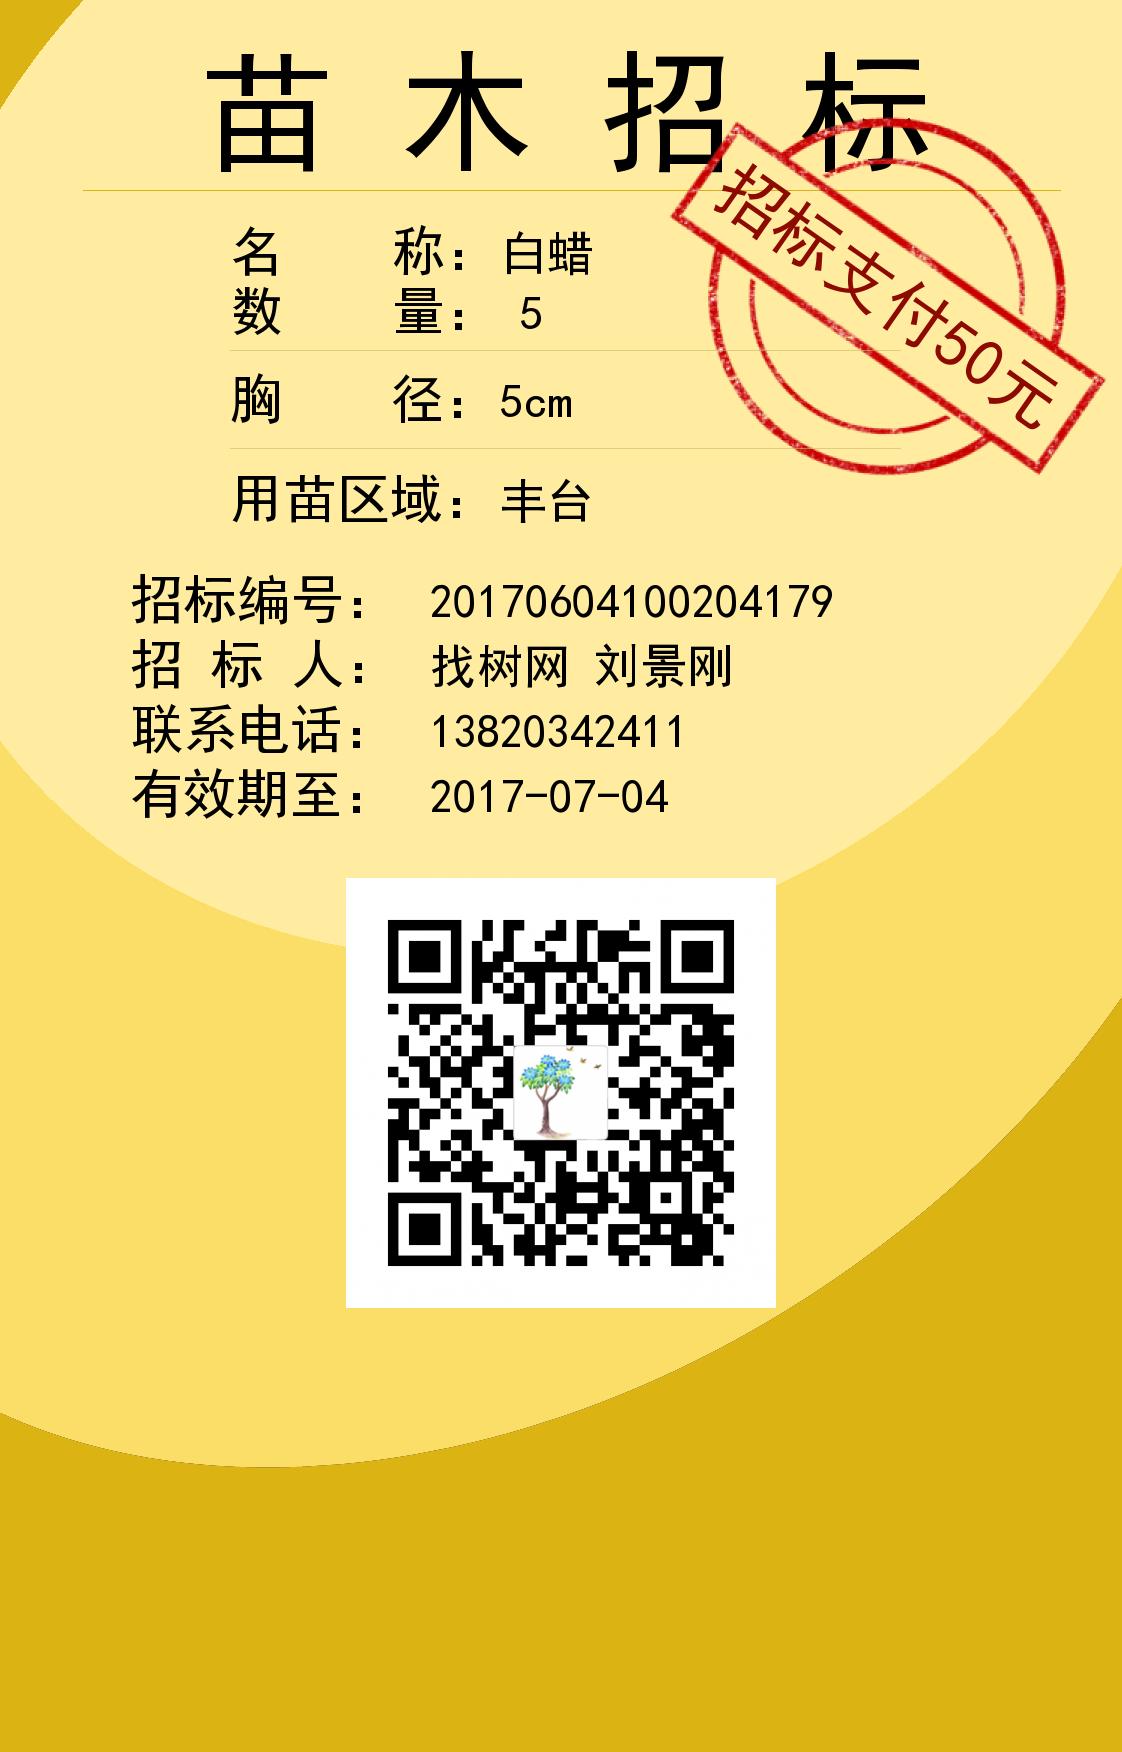 苗木招标
招标支付50元
名称：白蜡
数量：5
胸径：5cm
用苗区域：丰台
招标编号：20170604100204179
招标人：找树网 刘景刚
联系电话：13820342411
有效期至：2017-07-04